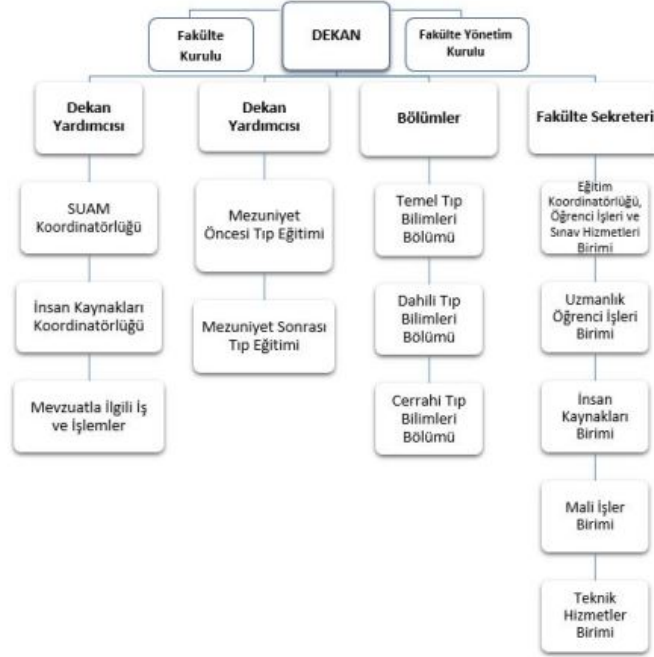 Fakülte
Kurulu
DEKAN
Fakülte Yönetim
Kurulu
Dekan
Yardımcısı
Dekan
Yardımcısı
Bölümler
Fakülte Sekreteri
SUAM
Koordinatörlüğü
İnsan Kaynakları
Koordinatörlüğü
Mevzuatla İlgili İş
ve İşlemler
Mezuniyet
Öncesi Tıp Eğitimi
Mezuniyet Sonrası
Tıp Eğitimi
Temel Tıp
Bilimleri
Bölümü
Dahili Tıp
Bilimleri
Bölümü
Cerrahi Tıp
Bilimleri
Bölümü
Eğitim
Koordinatörlüğü,
Öğrenci İşleri ve
Sınav Hizmetleri
Birimi
Uzmanlık
Öğrenci İşleri
Birimi
İnsan
Kaynakları
Birimi
Mali İşler
Birimi
Teknik
Hizmetler
Birimi